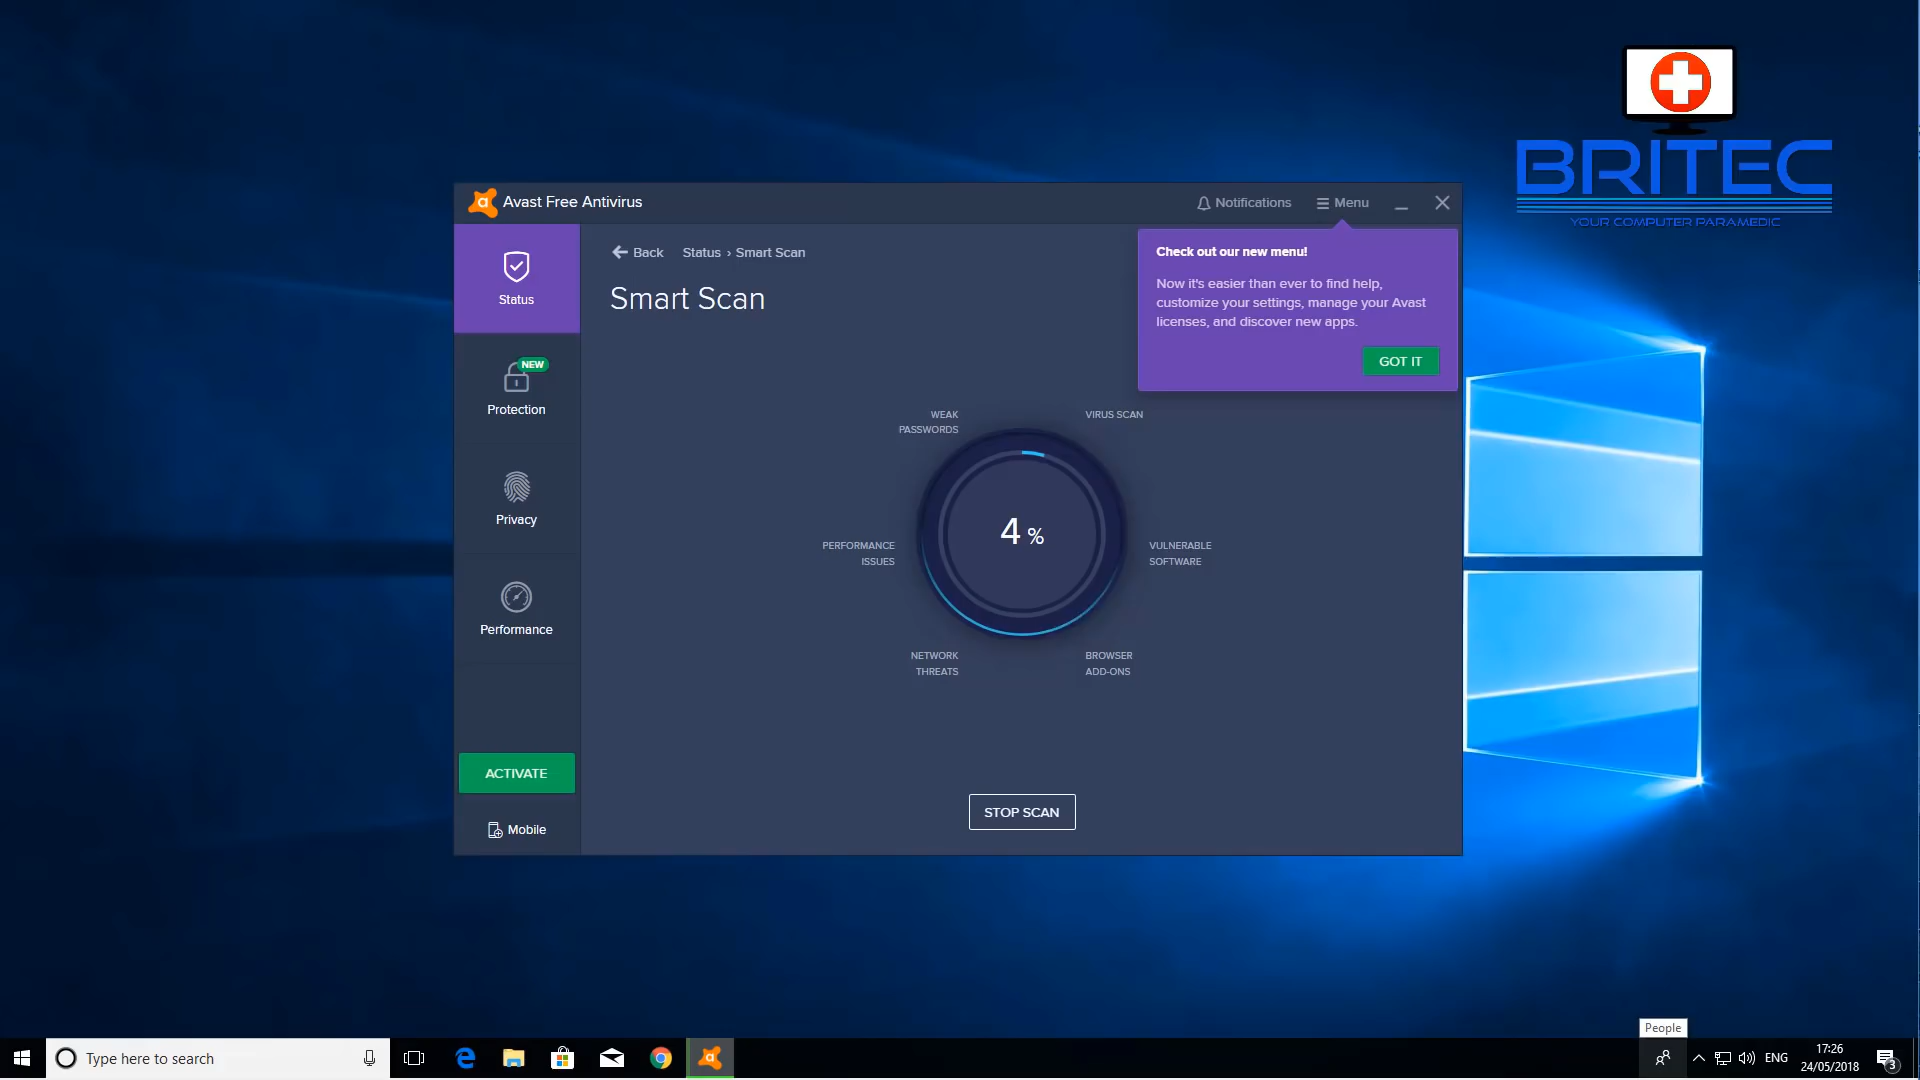 BRITEC
YOUR COMPUTER PARAMEDIC
Avast Free Antivirus
Notifications
Menu
Back
Status › Smart Scan
Smart Scan
Check out our new menu!
Now it's easier than ever to find help,
customize your settings, manage your Avast
licenses, and discover new apps.
GOT IT
Status
NEW
Protection
Privacy
Performance
ACTIVATE
Mobile
WEAK
PASSWORDS
VIRUS SCAN
PERFORMANCE
ISSUES
4 %
VULNERABLE
SOFTWARE
NETWORK
THREATS
BROWSER
ADD-ONS
STOP SCAN
People
Type here to search
ENG
17:26
24/05/2018
3